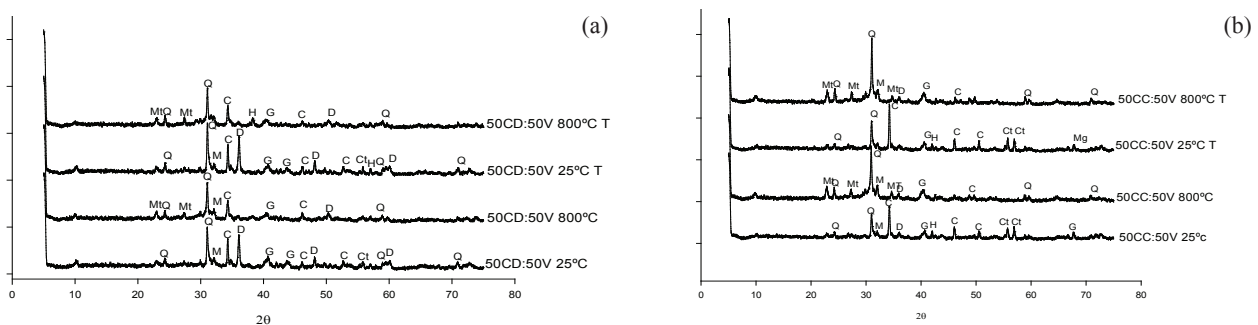 (a)
Q
Mt Q Mt C H G C D Q
50CD:50V 800ºC T
Q Q M C D G G C D C Ct H Q D Q
50CD:50V 25ºC T
Q
Mt Q Mt M C G C D Q
50CD:50V 800ºC
Q Q M C D G G C D C Ct Q D Q
50CD:50V 25ºC
0 10 20 30 40 50 60 70 80
2θ
(b)
Q
Mt Q Mt M Mt D G C Q Q
50CC:50V 800ºC T
Q Q C G H C C Ct Ct Mg
50CC:50V 25ºC T
Q
Mt Q Mt M MT D G C Q Q
50CC:50V 800ºC
Q Q M C D G H C C Ct Ct G
50CC:50V 25ºc
0 10 20 30 40 50 60 70 80
2θ